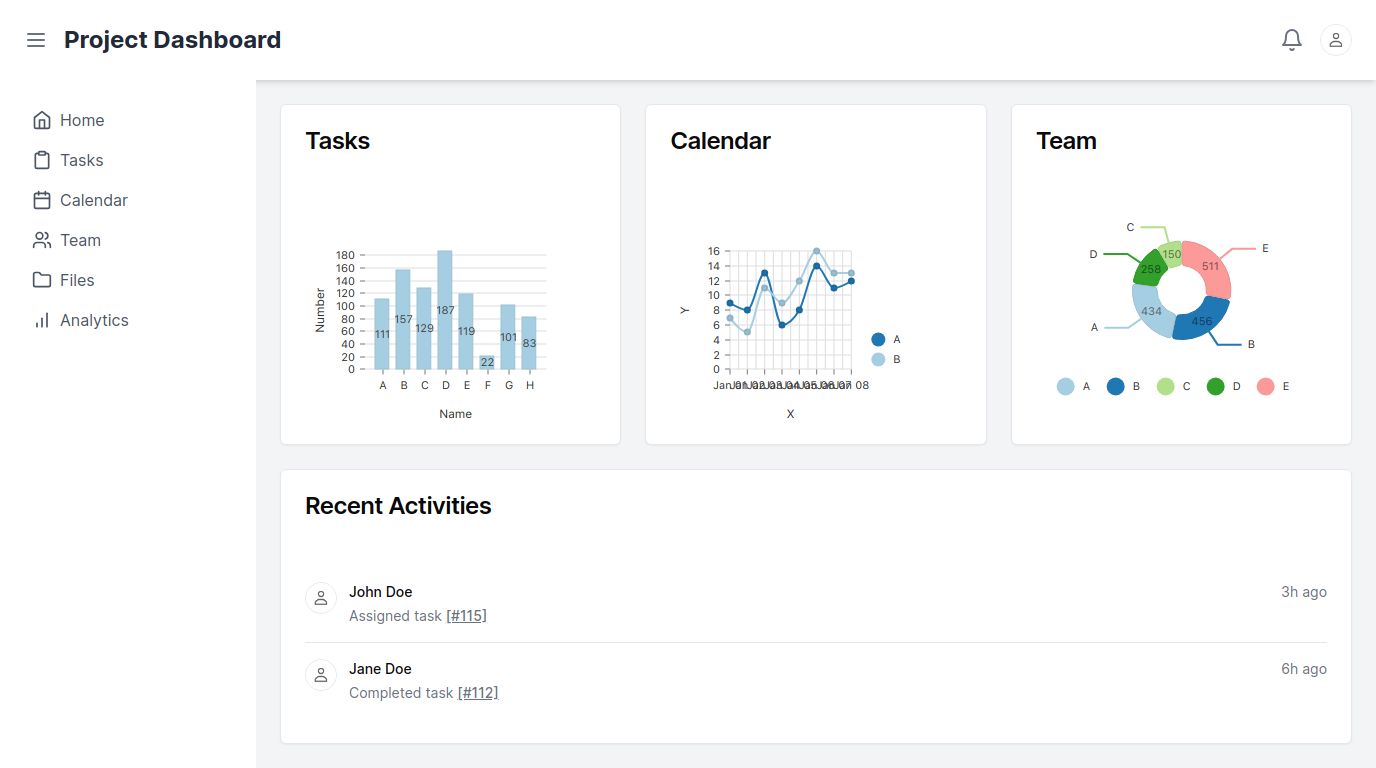 Project Dashboard
Home
Tasks
Calendar
Team
Files
Analytics
Tasks
Number
180
160
140
120
100
80
60
40
20
0
111
157
129
187
119
22
101
83
A B C D E F G H
Name
Calendar
Y
16
14
12
10
8
6
4
2
0
A
B
Jan 08
X
Team
C
D
E
A
B
150
258
511
434
456
A B C D E
Recent Activities
John Doe 3h ago
Assigned task [#115]
Jane Doe 6h ago
Completed task [#112]